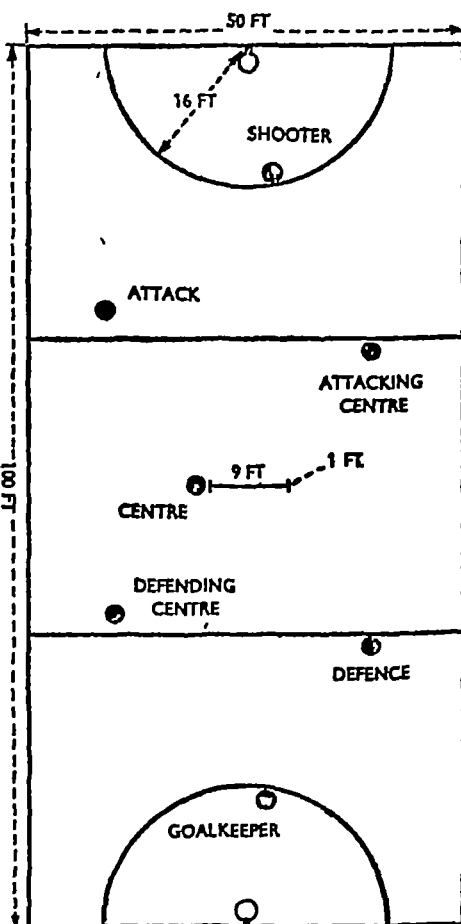 50 FT
16 FT
SHOOTER
ATTACK
ATTACKING
CENTRE
100 FT
9 FT
1 FT.
CENTRE
DEFENDING
CENTRE
DEFENCE
GOALKEEPER